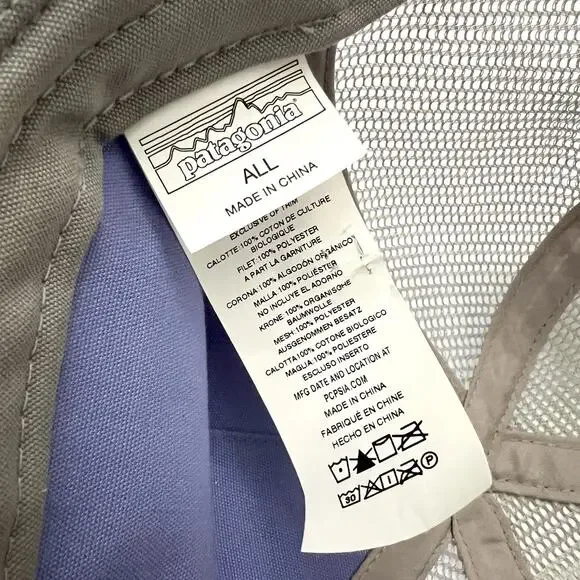 patagonia®
ALL
MADE IN CHINA
EXCLUSIVE OF TRIM
CALOTTE:100% COTON DE CULTURE
BIOLOGIQUE
FILET:100% POLYESTER
A PART LA GARNITURE
CORONA:100% ALGODÓN ORGÁNICO
MALLA 100% POLIÉSTER
NO INCLUYE EL ADORNO
KRONE 100% ORGANISCHE
BAUMWOLLE
MESH 100% POLYESTER
AUSGENOMMEN BESATZ
CALOTTA:100% COTONE BIOLOGICO
MAGLIA:100% POLIESTERE
ESCLUSO INSERTO
MFG DATE AND LOCATION AT
PCPSIA.COM
MADE IN CHINA
FABRIQUÉ EN CHINE
HECHO EN CHINA
30 P